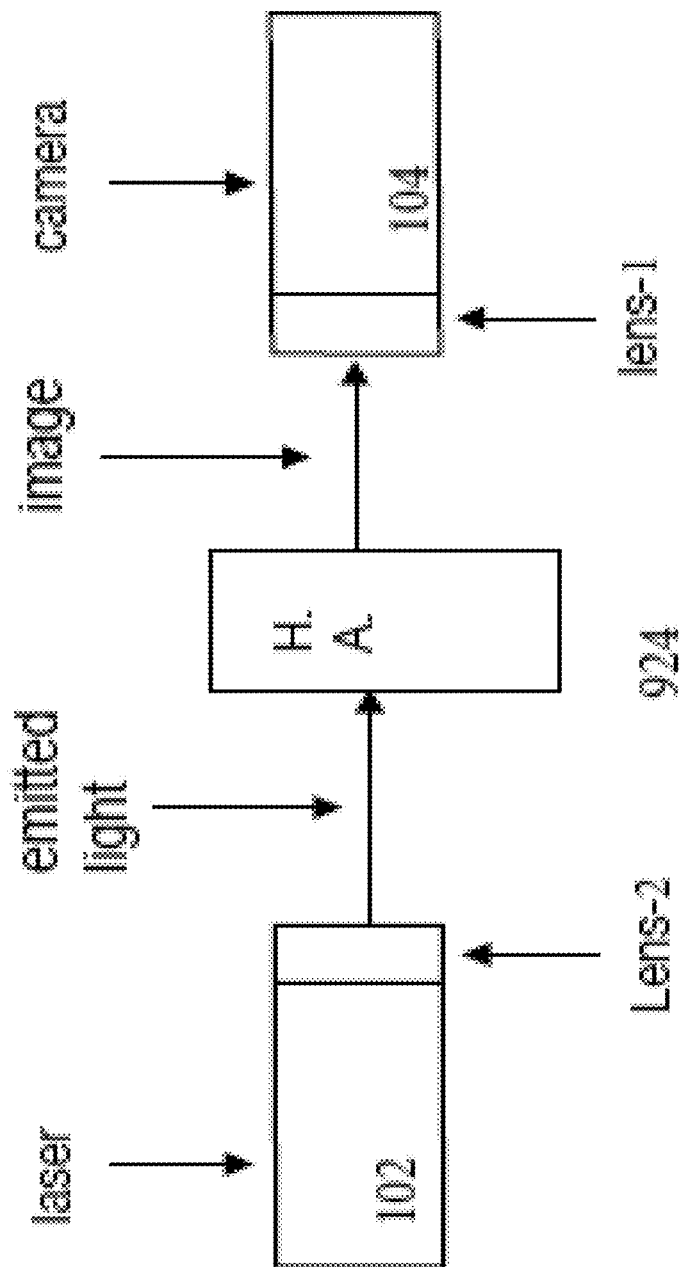 laser
emitted
light
image
camera
102
H.
A.
104
Lens-2
924
lens-1